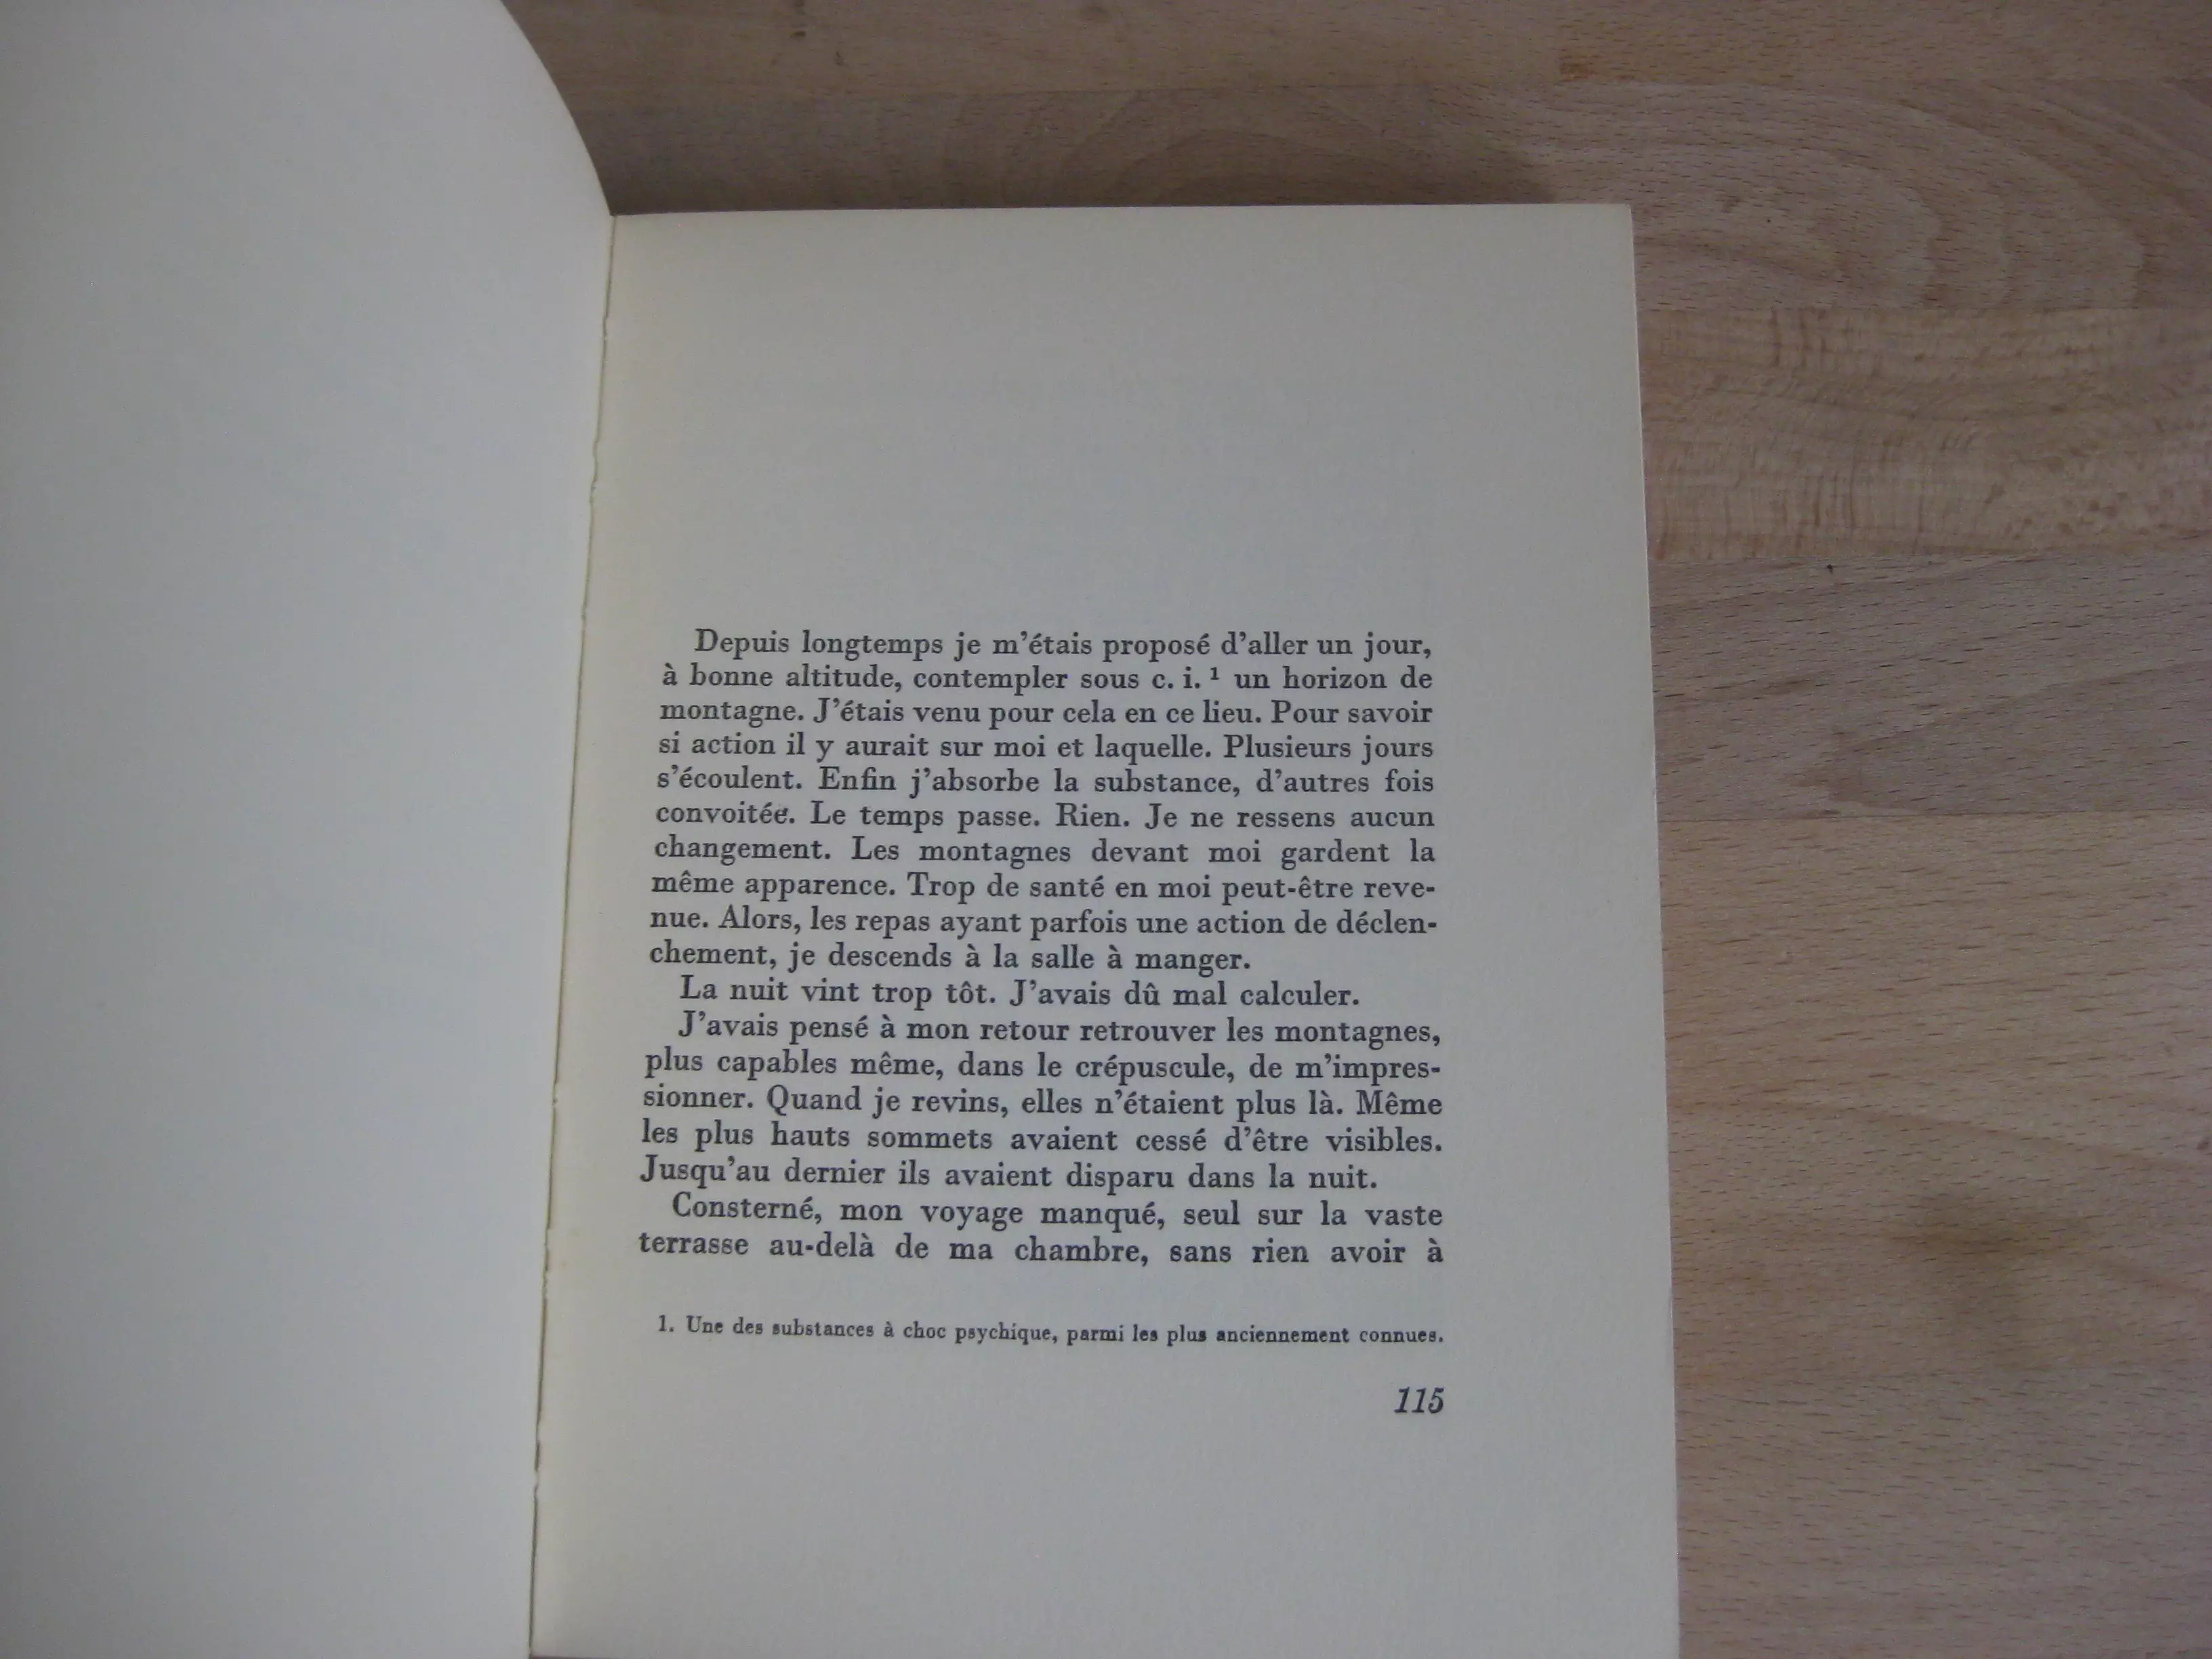 Depuis longtemps je m'étais proposé d'aller un jour,
à bonne altitude, contempler sous c. i. ¹ un horizon de
montagne. J'étais venu pour cela en ce lieu. Pour savoir
si action il y aurait sur moi et laquelle. Plusieurs jours
s'écoulent. Enfin j'absorbe la substance, d'autres fois
convoitée. Le temps passe. Rien. Je ne ressens aucun
changement. Les montagnes devant moi gardent la
même apparence. Trop de santé en moi peut-être reve-
nue. Alors, les repas ayant parfois une action de déclen-
chement, je descends à la salle à manger.
La nuit vint trop tôt. J'avais dû mal calculer.
J'avais pensé à mon retour retrouver les montagnes,
plus capables même, dans le crépuscule, de m'impres-
sionner. Quand je revins, elles n'étaient plus là. Même
les plus hauts sommets avaient cessé d'être visibles.
Jusqu'au dernier ils avaient disparu dans la nuit.
Consterné, mon voyage manqué, seul sur la vaste
terrasse au-delà de ma chambre, sans rien avoir à
1. Une des substances à choc psychique, parmi les plus anciennement connues.
115